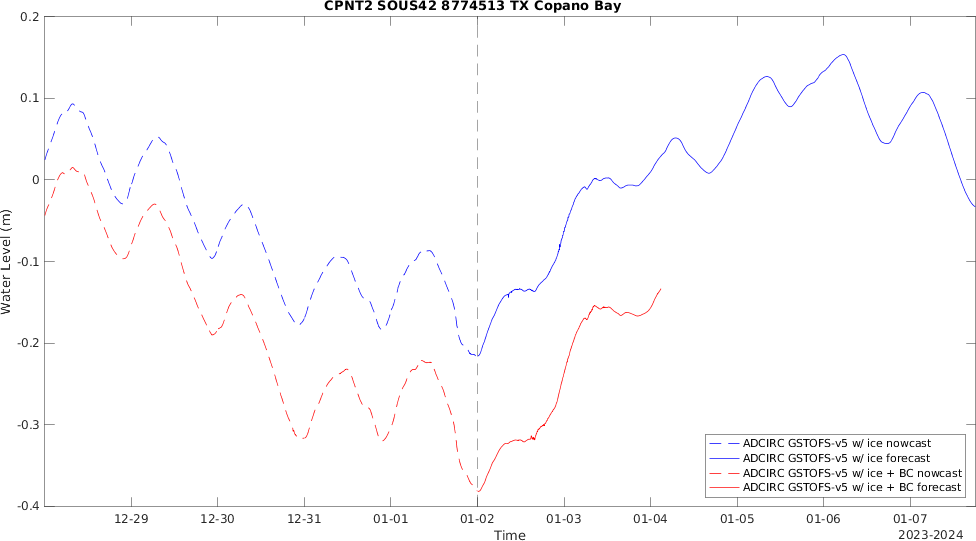 CPNT2 SOUS42 8774513 TX Copano Bay
0.2
0.1
0
-0.1
-0.2
-0.3
-0.4
Water Level (m)
12-29
12-30
12-31
01-01
01-02
01-03
01-04
01-05
01-06
01-07
Time
2023-2024
ADCIRC GSTOFS-v5 w/ ice nowcast
ADCIRC GSTOFS-v5 w/ ice forecast
ADCIRC GSTOFS-v5 w/ ice + BC nowcast
ADCIRC GSTOFS-v5 w/ ice + BC forecast